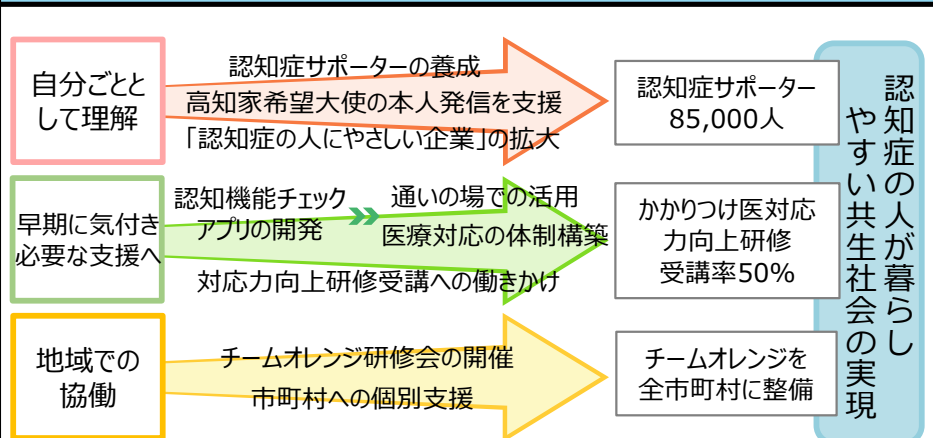 自分ごとと
して理解
認知症サポーターの養成
高知家希望大使の本人発信を支援
「認知症の人にやさしい企業」の拡大
認知症サポーター
85,000人
早期に気付き
必要な支援へ
認知機能チェック
アプリの開発
通いの場での活用
医療対応の体制構築
対応力向上研修受講への働きかけ
かかりつけ医対応
力向上研修
受講率50%
地域での
協働
チームオレンジ研修会の開催
市町村への個別支援
チームオレンジを
全市町村に整備
認知症の人が暮らし
やすい共生社会の実現